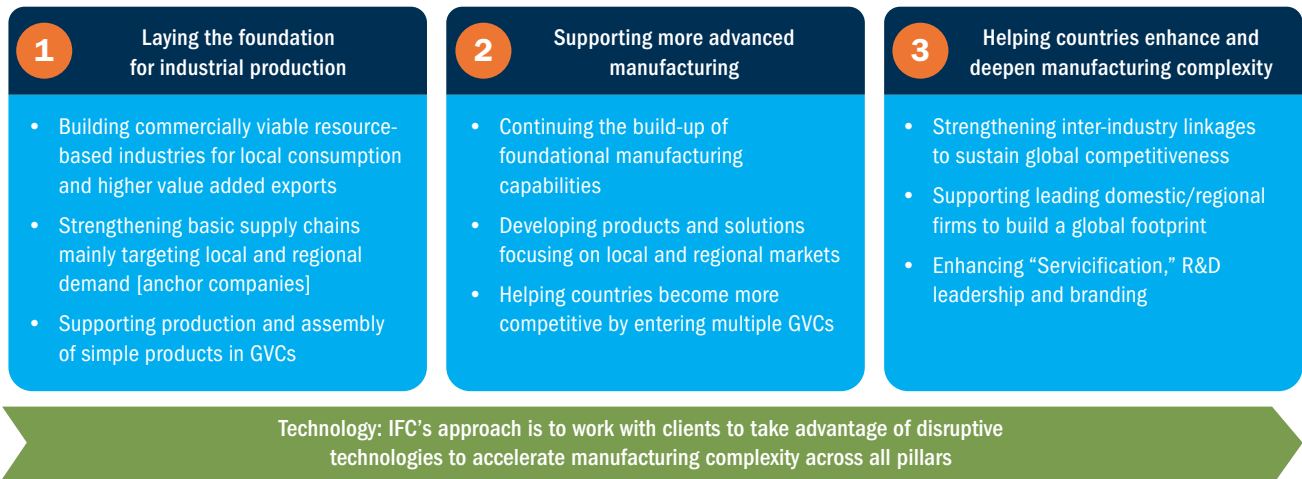 1
Laying the foundation
for industrial production
• Building commercially viable resource-
based industries for local consumption
and higher value added exports
• Strengthening basic supply chains
mainly targeting local and regional
demand [anchor companies]
• Supporting production and assembly
of simple products in GVCs
2
Supporting more advanced
manufacturing
• Continuing the build-up of
foundational manufacturing
capabilities
• Developing products and solutions
focusing on local and regional markets
• Helping countries become more
competitive by entering multiple GVCs
3
Helping countries enhance and
deepen manufacturing complexity
• Strengthening inter-industry linkages
to sustain global competitiveness
• Supporting leading domestic/regional
firms to build a global footprint
• Enhancing “Servicification,” R&D
leadership and branding
Technology: IFC’s approach is to work with clients to take advantage of disruptive
technologies to accelerate manufacturing complexity across all pillars